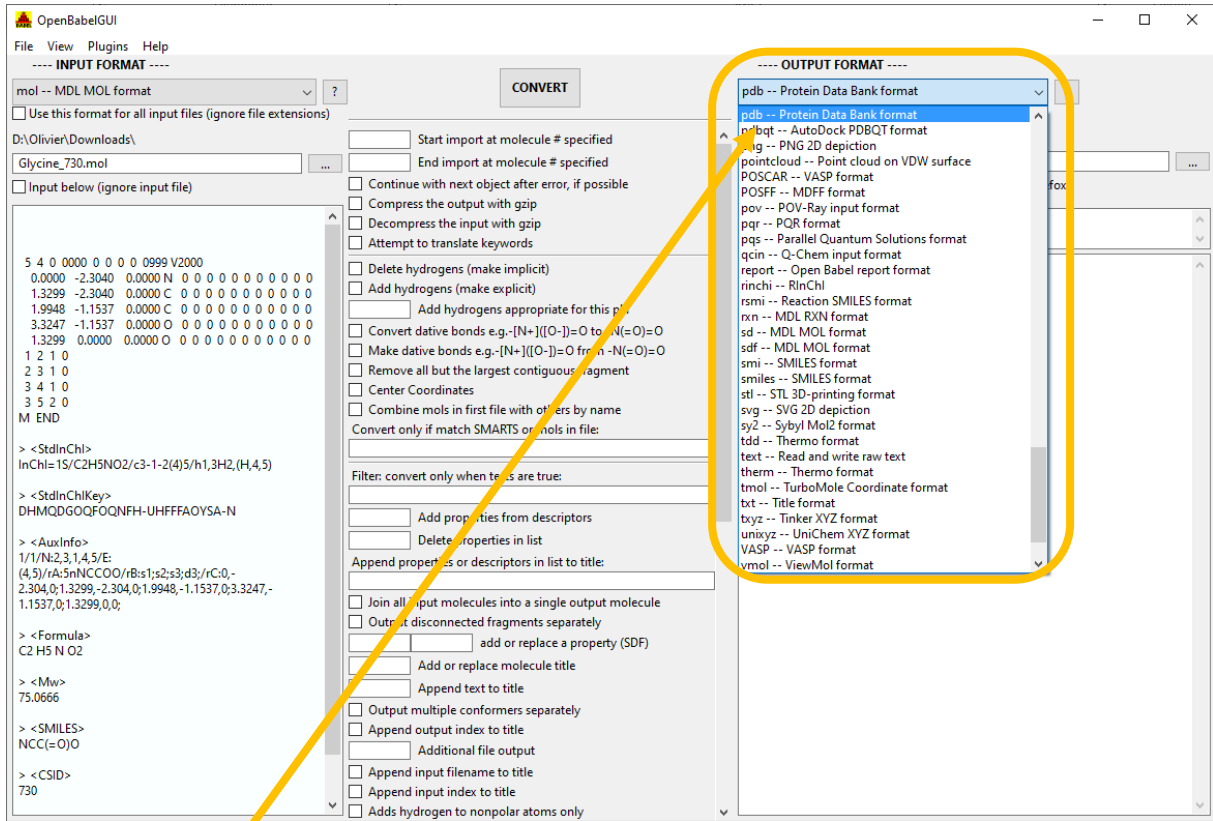 OpenBabelGUI
File View Plugins Help
---- INPUT FORMAT ----
mol -- MDL MOL format
?
Use this format for all input files (ignore file extensions)
D:\Olivier\Downloads\
Glycine_730.mol
...
Input below (ignore input file)
5 4 0 0000 0 0 0 0 0999 V2000
0.0000 -2.3040 0.0000 N 0 0 0 0 0 0 0 0 0 0 0 0
1.3299 -2.3040 0.0000 C 0 0 0 0 0 0 0 0 0 0 0 0
1.9948 -1.1537 0.0000 C 0 0 0 0 0 0 0 0 0 0 0 0
3.3247 -1.1537 0.0000 O 0 0 0 0 0 0 0 0 0 0 0 0
1.3299 0.0000 0.0000 O 0 0 0 0 0 0 0 0 0 0 0 0
1 2 1 0
2 3 1 0
3 4 1 0
3 5 2 0
M END
> <StdInChI>
InChI=1S/C2H5NO2/c3-1-2(4)5/h1,3H2,(H,4,5)
> <StdInChIKey>
DHMQDGOQFOQNFH-UHFFFAOYSA-N
> <AuxInfo>
1/1/N:2,3,1,4,5/E:
(4,5)/rA:5nNCCOO/rB:s1;s2;s3;d3;/rC:0,-
2.304,0;1.3299,-2.304,0;1.9948,-1.1537,0;3.3247,-
1.1537,0;1.3299,0,0;
> <Formula>
C2 H5 N O2
> <Mw>
75.0666
> <SMILES>
NCC(=O)O
> <CSID>
730
CONVERT
Start import at molecule # specified
End import at molecule # specified
Continue with next object after error, if possible
Compress the output with gzip
Decompress the input with gzip
Attempt to translate keywords
Delete hydrogens (make implicit)
Add hydrogens (make explicit)
Add hydrogens appropriate for this
Convert dative bonds e.g.-[N+]([O-])=O to -N(=O)=O
Make dative bonds e.g.-[N+]([O-])=O from -N(=O)=O
Remove all but the largest contiguous fragment
Center Coordinates
Combine mols in first file with others by name
Convert only if match SMARTS or mols in file:
Filter: convert only when tests are true:
Add properties from descriptors
Delete properties in list
Append properties or descriptors in list to title:
Join all input molecules into a single output molecule
Output disconnected fragments separately
add or replace a property (SDF)
Add or replace molecule title
Append text to title
Output multiple conformers separately
Append output index to title
Additional file output
Append input filename to title
Append input index to title
Adds hydrogen to nonpolar atoms only
---- OUTPUT FORMAT ----
pdb -- Protein Data Bank format
pdb -- Protein Data Bank format
pdbqt -- AutoDock PDBQT format
png -- PNG 2D depiction
pointcloud -- Point cloud on VDW surface
POSCAR -- VASP format
POSFF -- MDFF format
pov -- POV-Ray input format
pqr -- PQR format
pqs -- Parallel Quantum Solutions format
qcin -- Q-Chem input format
report -- Open Babel report format
rinchi -- RInChI
rsmi -- Reaction SMILES format
rxn -- MDL RXN format
sd -- MDL MOL format
sdf -- MDL MOL format
smi -- SMILES format
smiles -- SMILES format
stl -- STL 3D-printing format
svg -- SVG 2D depiction
sy2 -- Sybyl Mol2 format
tdd -- Thermo format
text -- Read and write raw text
therm -- Thermo format
tmol -- TurboMole Coordinate format
txt -- Title format
txyz -- Tinker XYZ format
unixyz -- UniChem XYZ format
VASP -- VASP format
vmol -- ViewMol format
...